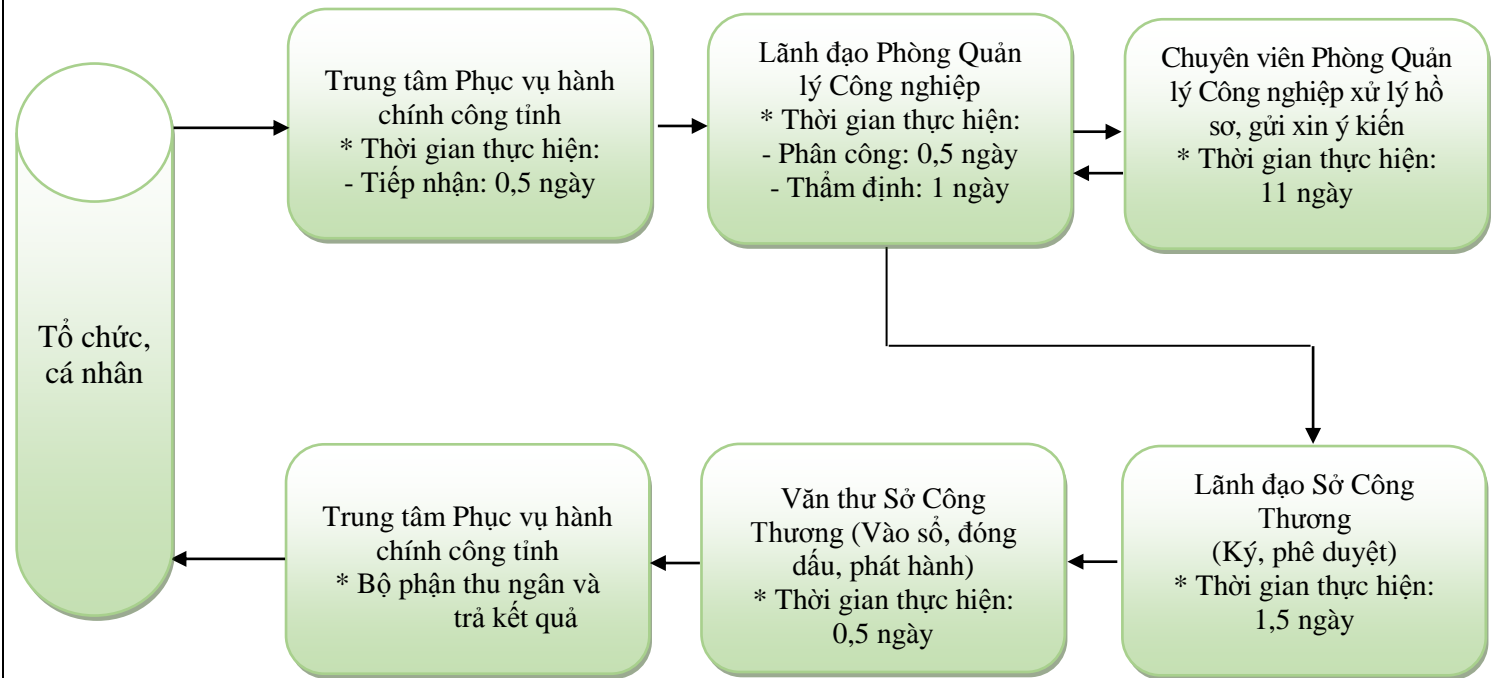 Tổ chức,
cá nhân
Trung tâm Phục vụ hành
chính công tỉnh
* Thời gian thực hiện:
- Tiếp nhận: 0,5 ngày
Lãnh đạo Phòng Quản
lý Công nghiệp
* Thời gian thực hiện:
- Phân công: 0,5 ngày
- Thẩm định: 1 ngày
Chuyên viên Phòng Quản
lý Công nghiệp xử lý hồ
sơ, gửi xin ý kiến
* Thời gian thực hiện:
11 ngày
Lãnh đạo Sở Công
Thương
(Ký, phê duyệt)
* Thời gian thực hiện:
1,5 ngày
Văn thư Sở Công
Thương (Vào sổ, đóng
dấu, phát hành)
* Thời gian thực hiện:
0,5 ngày
Trung tâm Phục vụ hành
chính công tỉnh
* Bộ phận thu ngân và
trả kết quả